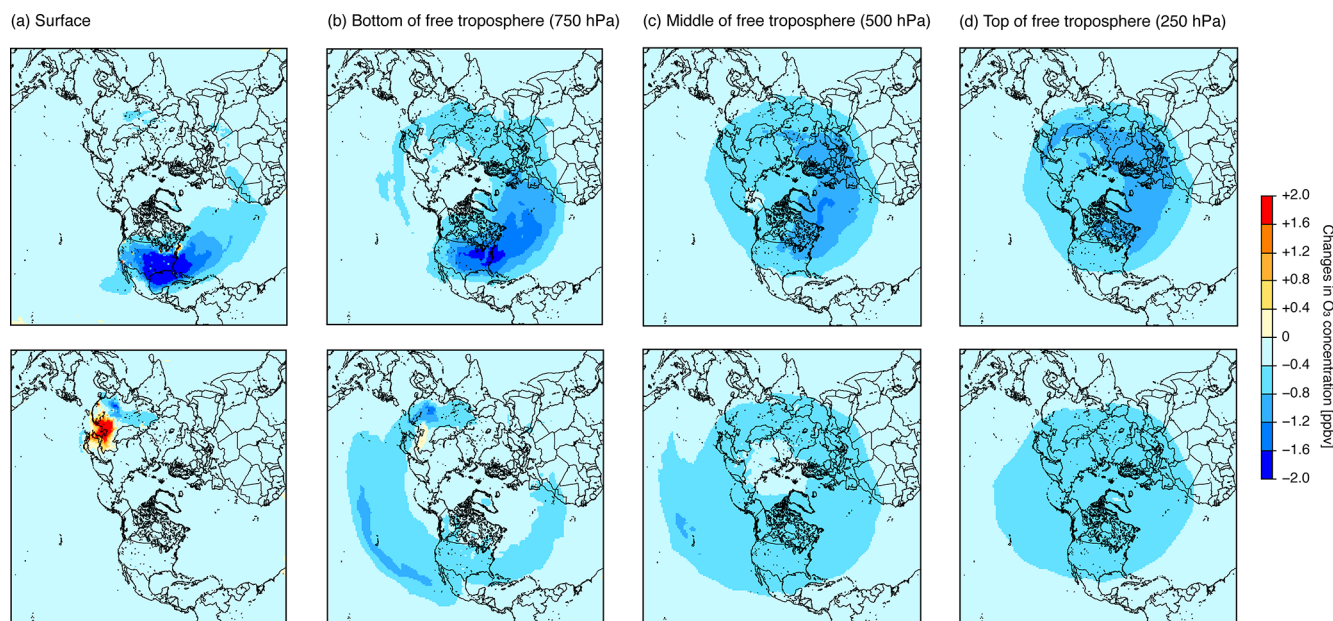 (a) Surface
(b) Bottom of free troposphere (750 hPa)
(c) Middle of free troposphere (500 hPa)
(d) Top of free troposphere (250 hPa)
+2.0
+1.6
+1.2
+0.8
+0.4
0
−0.4
−0.8
−1.2
−1.6
−2.0
Changes in O₃ concentration [ppbv]